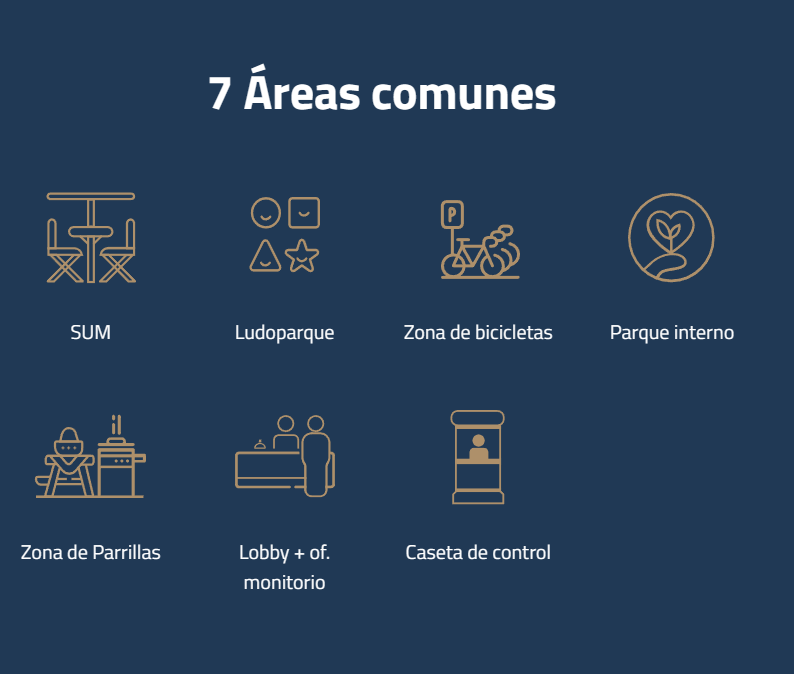 7 Áreas comunes
P
SUM
Ludoparque
Zona de bicicletas
Parque interno
Zona de Parrillas
Lobby + of.
monitorio
Caseta de control